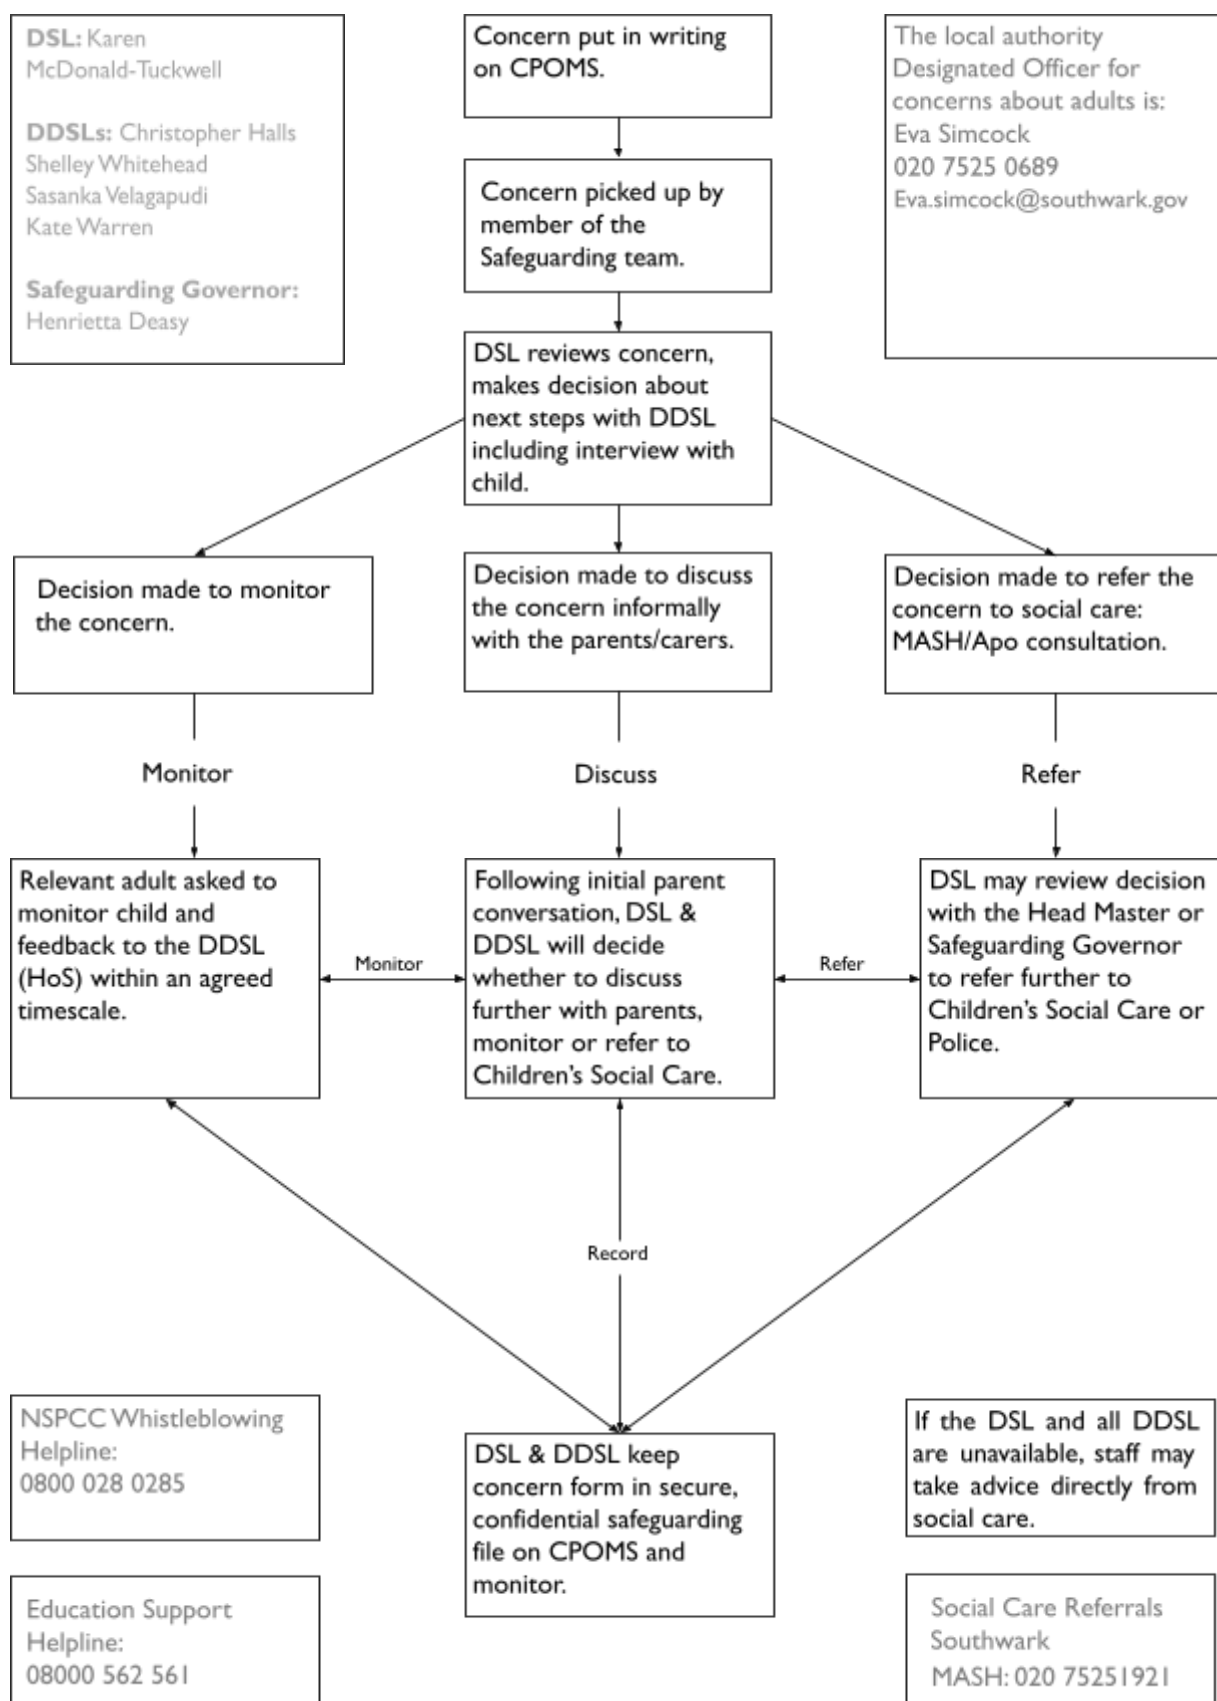 DSL: Karen
McDonald-Tuckwell
DDSLs: Christopher Halls
Shelley Whitehead
Sasanka Velagapudi
Kate Warren
Safeguarding Governor:
Henrietta Deasy
Concern put in writing
on CPOMS.
The local authority
Designated Officer for
concerns about adults is:
Eva Simcock
020 7525 0689
Eva.simcock@southwark.gov
Concern picked up by
member of the
Safeguarding team.
DSL reviews concern,
makes decision about
next steps with DDSL
including interview with
child.
Decision made to monitor
the concern.
Decision made to discuss
the concern informally
with the parents/carers.
Decision made to refer the
concern to social care:
MASH/Apo consultation.
Monitor
Discuss
Refer
Relevant adult asked to
monitor child and
feedback to the DDSL
(HoS) within an agreed
timescale.
Monitor
Following initial parent
conversation, DSL &
DDSL will decide
whether to discuss
further with parents,
monitor or refer to
Children's Social Care.
Refer
DSL may review decision
with the Head Master or
Safeguarding Governor
to refer further to
Children's Social Care or
Police.
Record
NSPCC Whistleblowing
Helpline:
0800 028 0285
DSL & DDSL keep
concern form in secure,
confidential safeguarding
file on CPOMS and
monitor.
If the DSL and all DDSL
are unavailable, staff may
take advice directly from
social care.
Education Support
Helpline:
08000 562 561
Social Care Referrals
Southwark
MASH: 020 75251921